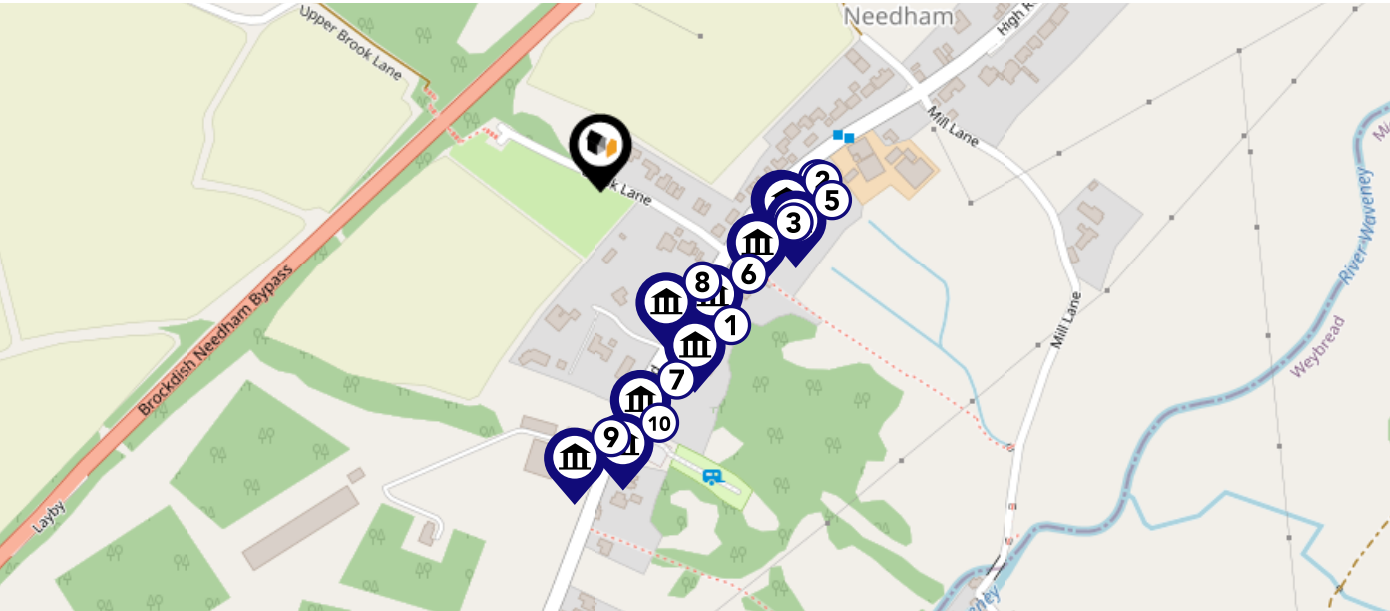 Needham
High R
Upper Brook Lane
Mill Lane
k Lane
2
5
3
6
8
1
7
10
9
Brockdish Needham Bypass
Mill Lane
River Waveney
Weybread
Layby